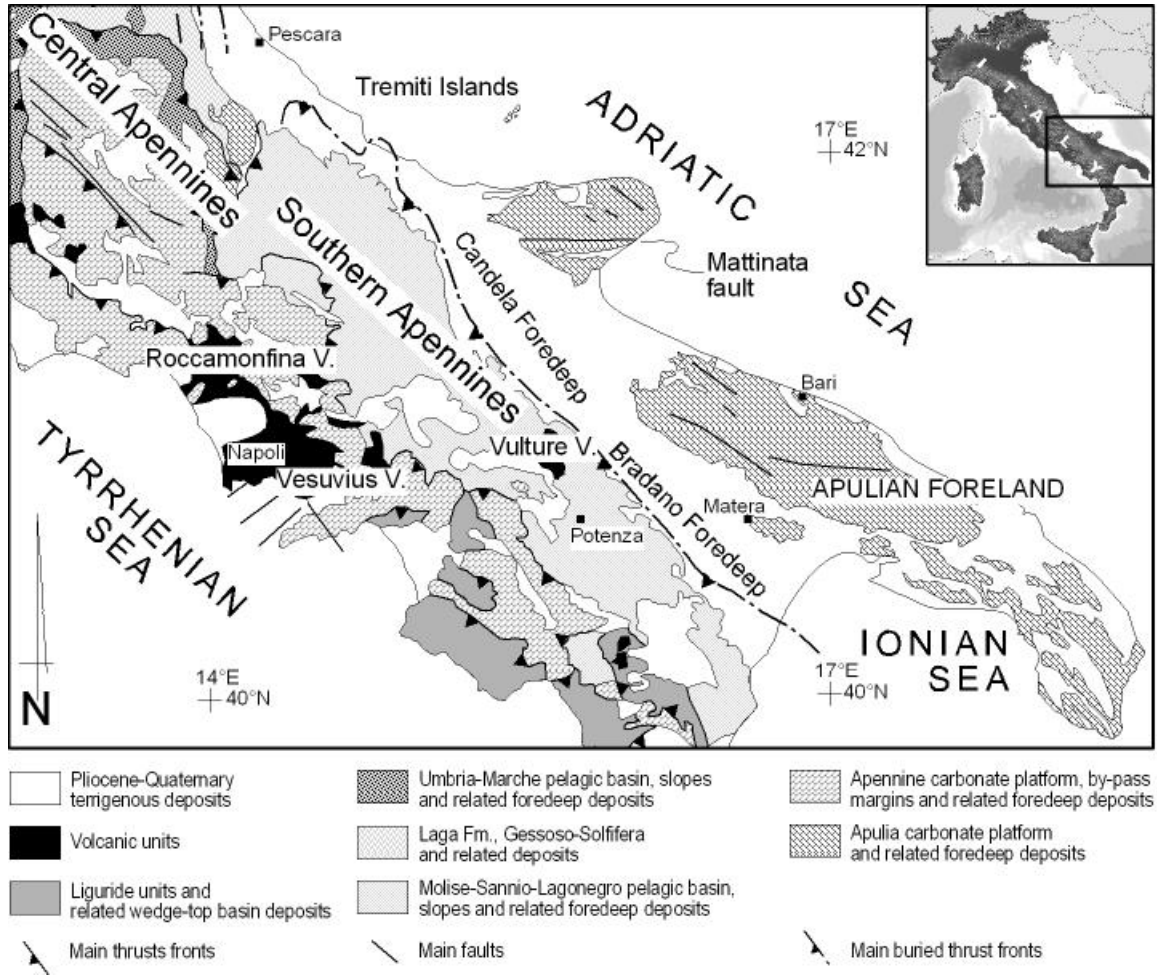 Central Apennines
Pescara
Tremiti Islands
ADRIATIC
SEA
17°E
42°N
Southern Apennines
Candela Foredeep
Mattinata
fault
Roccamonfina V.
Bari
Napoli
Vesuvius V.
Vulture V.
Bradano Foredeep
APULIAN FORELAND
Matera
Potenza
TYRRHENIAN
SEA
IONIAN
SEA
14°E
40°N
17°E
40°N
N
Pliocene-Quaternary
terrigenous deposits
Volcanic units
Liguride units and
related wedge-top basin deposits
Main thrusts fronts
Umbria-Marche pelagic basin, slopes
and related foredeep deposits
Laga Fm., Gessoso-Solfifera
and related deposits
Molise-Sannio-Lagonegro pelagic basin,
slopes and related foredeep deposits
Main faults
Apennine carbonate platform, by-pass
margins and related foredeep deposits
Apulia carbonate platform
and related foredeep deposits
Main buried thrust fronts